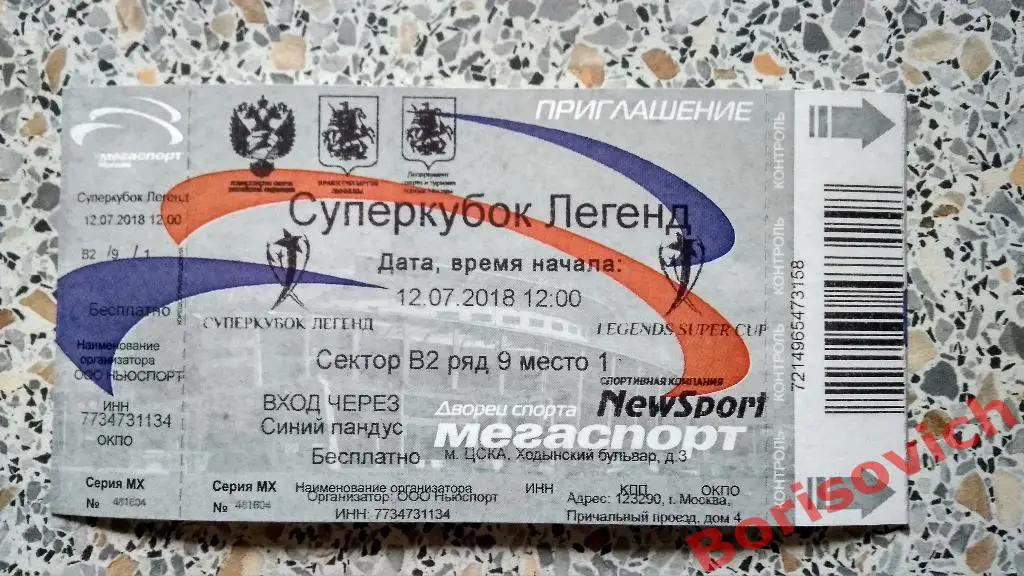 мегаспорт
Суперкубок Легенд
12.07.2018 12:00
B2 / 9 / 1
Бесплатно
Наименование
организатора
ООО НЬЮСПОРТ
ИНН
7734731134
ОКПО
Серия МХ
№ 481604
ПРИГЛАШЕНИЕ
Суперкубок Легенд
Дата, время начала:
12.07.2018 12:00
СУПЕРКУБОК ЛЕГЕНД
LEGENDS SUPER CUP
Сектор B2 ряд 9 место 1
СПОРТИВНАЯ КОМПАНИЯ
NewSport
ВХОД ЧЕРЕЗ
Синий пандус
Бесплатно
Дворец спорта
мегаспорт
м. ЦСКА, Ходынский бульвар, д.3
Серия МХ
№ 481604
Наименование организатора ИНН КПП ОКПО
Организатор: ООО Ньюспорт
ИНН: 7734731134
Адрес: 123290, г. Москва,
Причальный проезд, дом 4
КОНТРОЛЬ
КОНТРОЛЬ
КОНТРОЛЬ
КОНТРОЛЬ
КОНТРОЛЬ
7214965473158
Borisovich